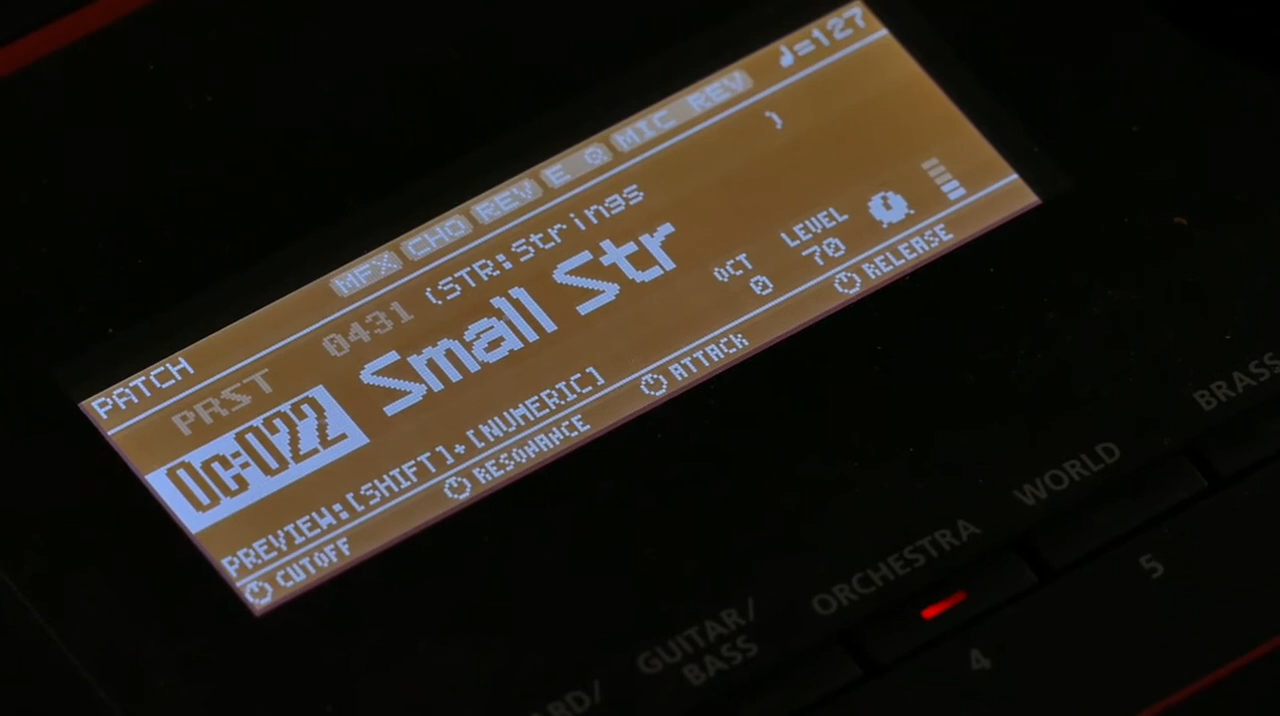 PATCH MFX CHO REV EQ MIC REV ♩=127
PRST 0431 (STR:Strings )
Oc:022 Small Str
OCT 0 LEVEL 70
PREVIEW:[SHIFT]+[NUMERIC]
CUTOFF RESONANCE ATTACK RELEASE
GUITAR/
BASS
ORCHESTRA
WORLD
BRASS
4
5